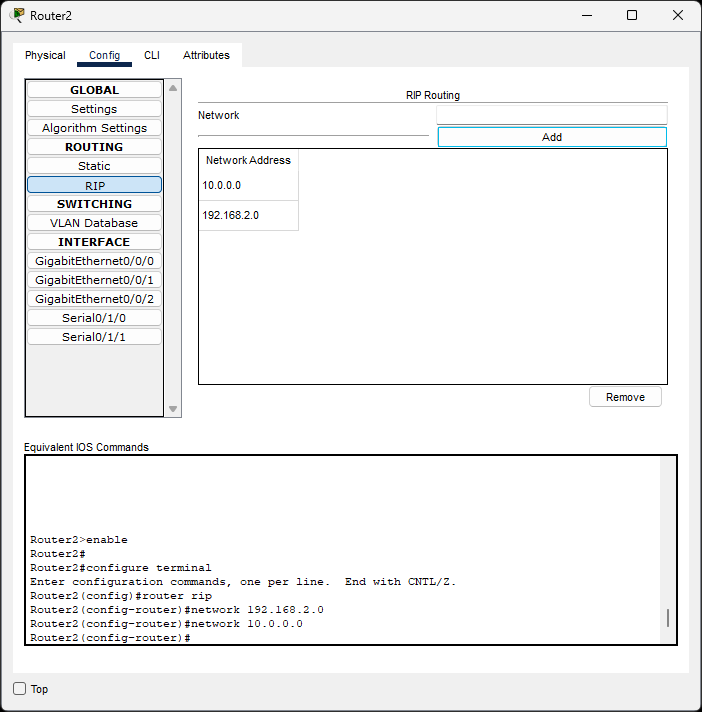 Router2
Physical Config CLI Attributes
GLOBAL
Settings
Algorithm Settings
ROUTING
Static
RIP
SWITCHING
VLAN Database
INTERFACE
GigabitEthernet0/0/0
GigabitEthernet0/0/1
GigabitEthernet0/0/2
Serial0/1/0
Serial0/1/1
RIP Routing
Network
Add
Network Address
10.0.0.0
192.168.2.0
Remove
Equivalent IOS Commands
Router2>enable
Router2#
Router2#configure terminal
Enter configuration commands, one per line.  End with CNTL/Z.
Router2(config)#router rip
Router2(config-router)#network 192.168.2.0
Router2(config-router)#network 10.0.0.0
Router2(config-router)#
Top